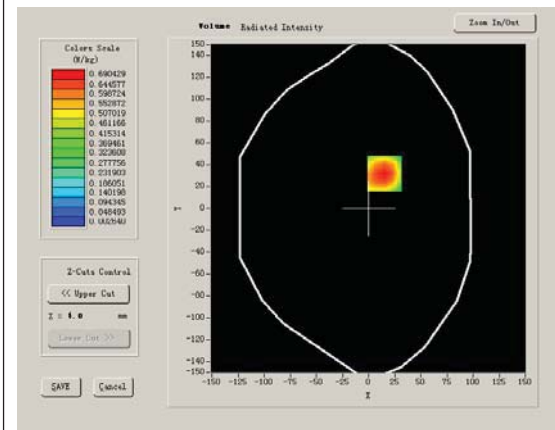 Volume Radiated Intensity
Zoom In/Out
Colors Scale
(W/kg)
0.690429
0.644577
0.598724
0.552872
0.507019
0.461166
0.415314
0.369461
0.323608
0.277756
0.231903
0.186051
0.140198
0.094345
0.048493
0.002640
Z-Cuts Control
<< Upper Cut
Z = 4.0 mm
Lower Cut >>
SAVE
Cancel
150
140
120
100
80
60
40
20
0
-20
-40
-60
-80
-100
-120
-140
-150
Y
-150 -125 -100 -75 -50 -25 0 25 50 75 100 125 150
X